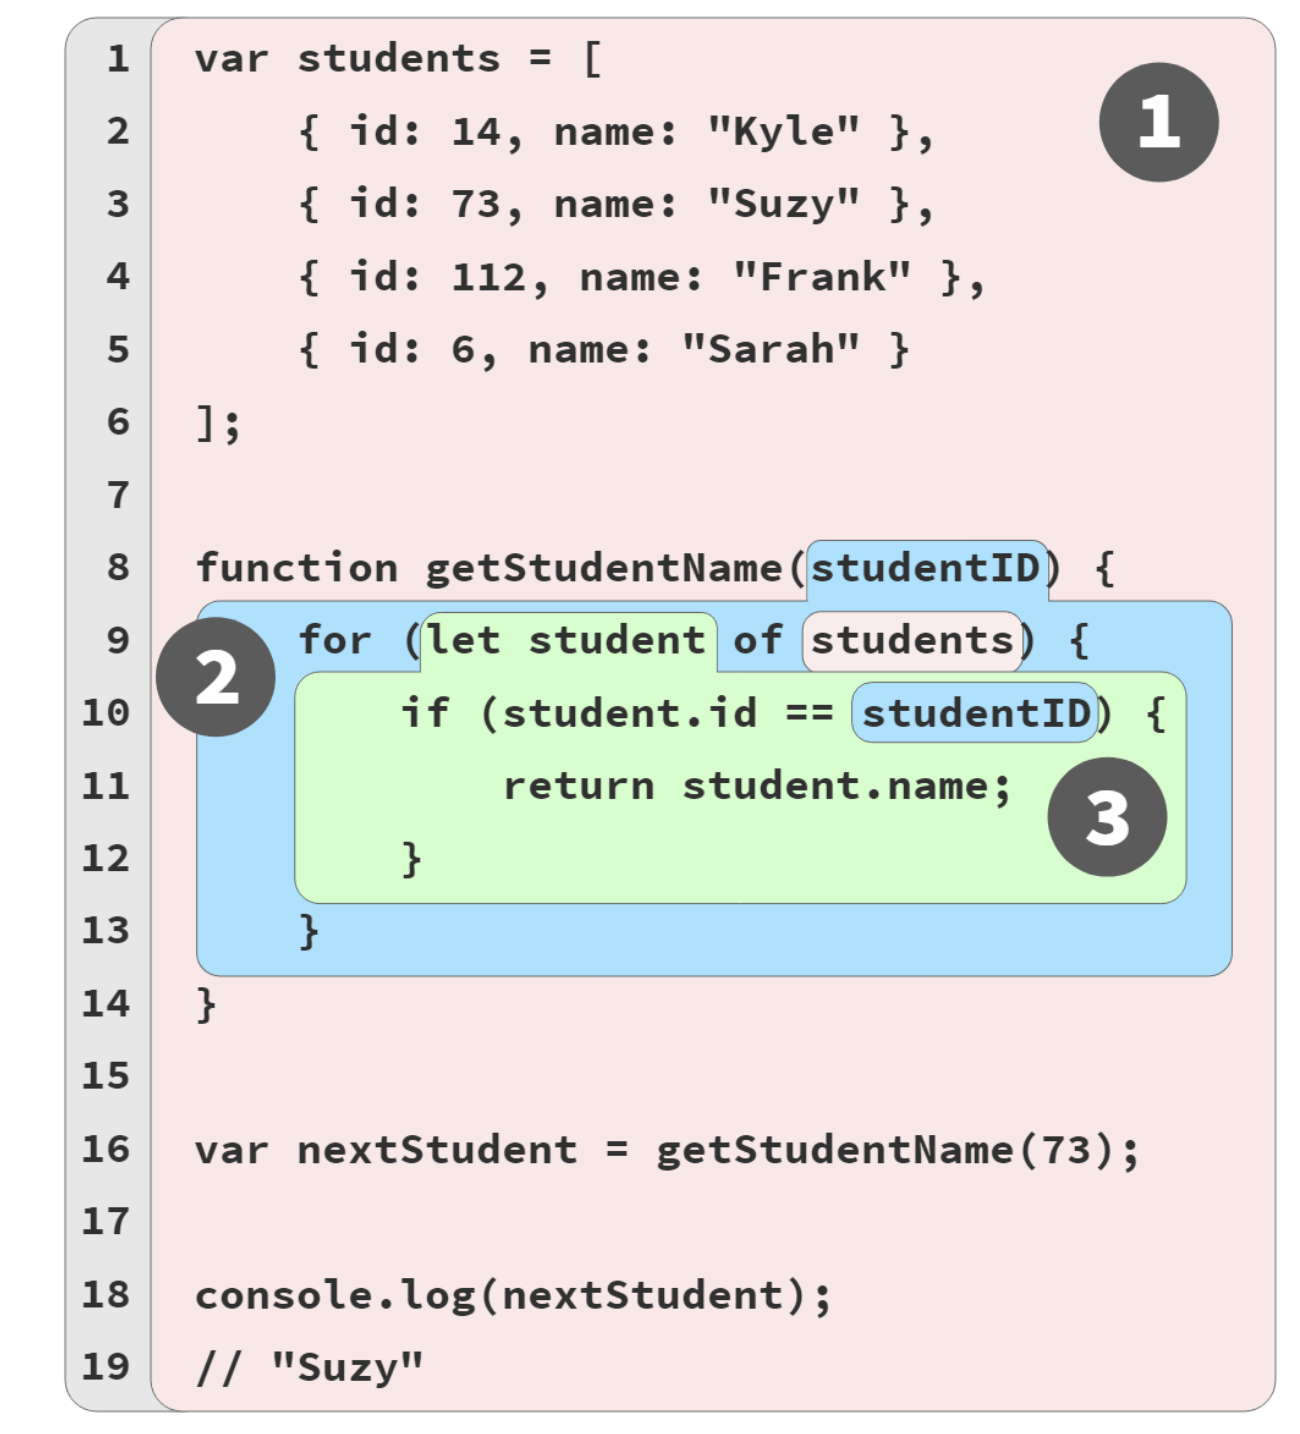 1 var students = [
2 { id: 14, name: "Kyle" },
3 { id: 73, name: "Suzy" },
4 { id: 112, name: "Frank" },
5 { id: 6, name: "Sarah" }
6 ];
7
8 function getStudentName(studentID) {
9 for (let student of students) {
10 if (student.id == studentID) {
11 return student.name;
12 }
13 }
14 }
15
16 var nextStudent = getStudentName(73);
17
18 console.log(nextStudent);
19 // "Suzy"
1
2
3